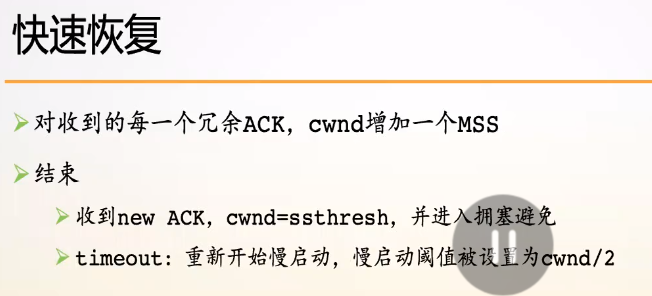 快速恢复
对收到的每一个冗余ACK，cwnd增加一个MSS
结束
收到new ACK，cwnd=ssthresh，并进入拥塞避免
timeout：重新开始慢启动，慢启动阈值被设置为cwnd/2